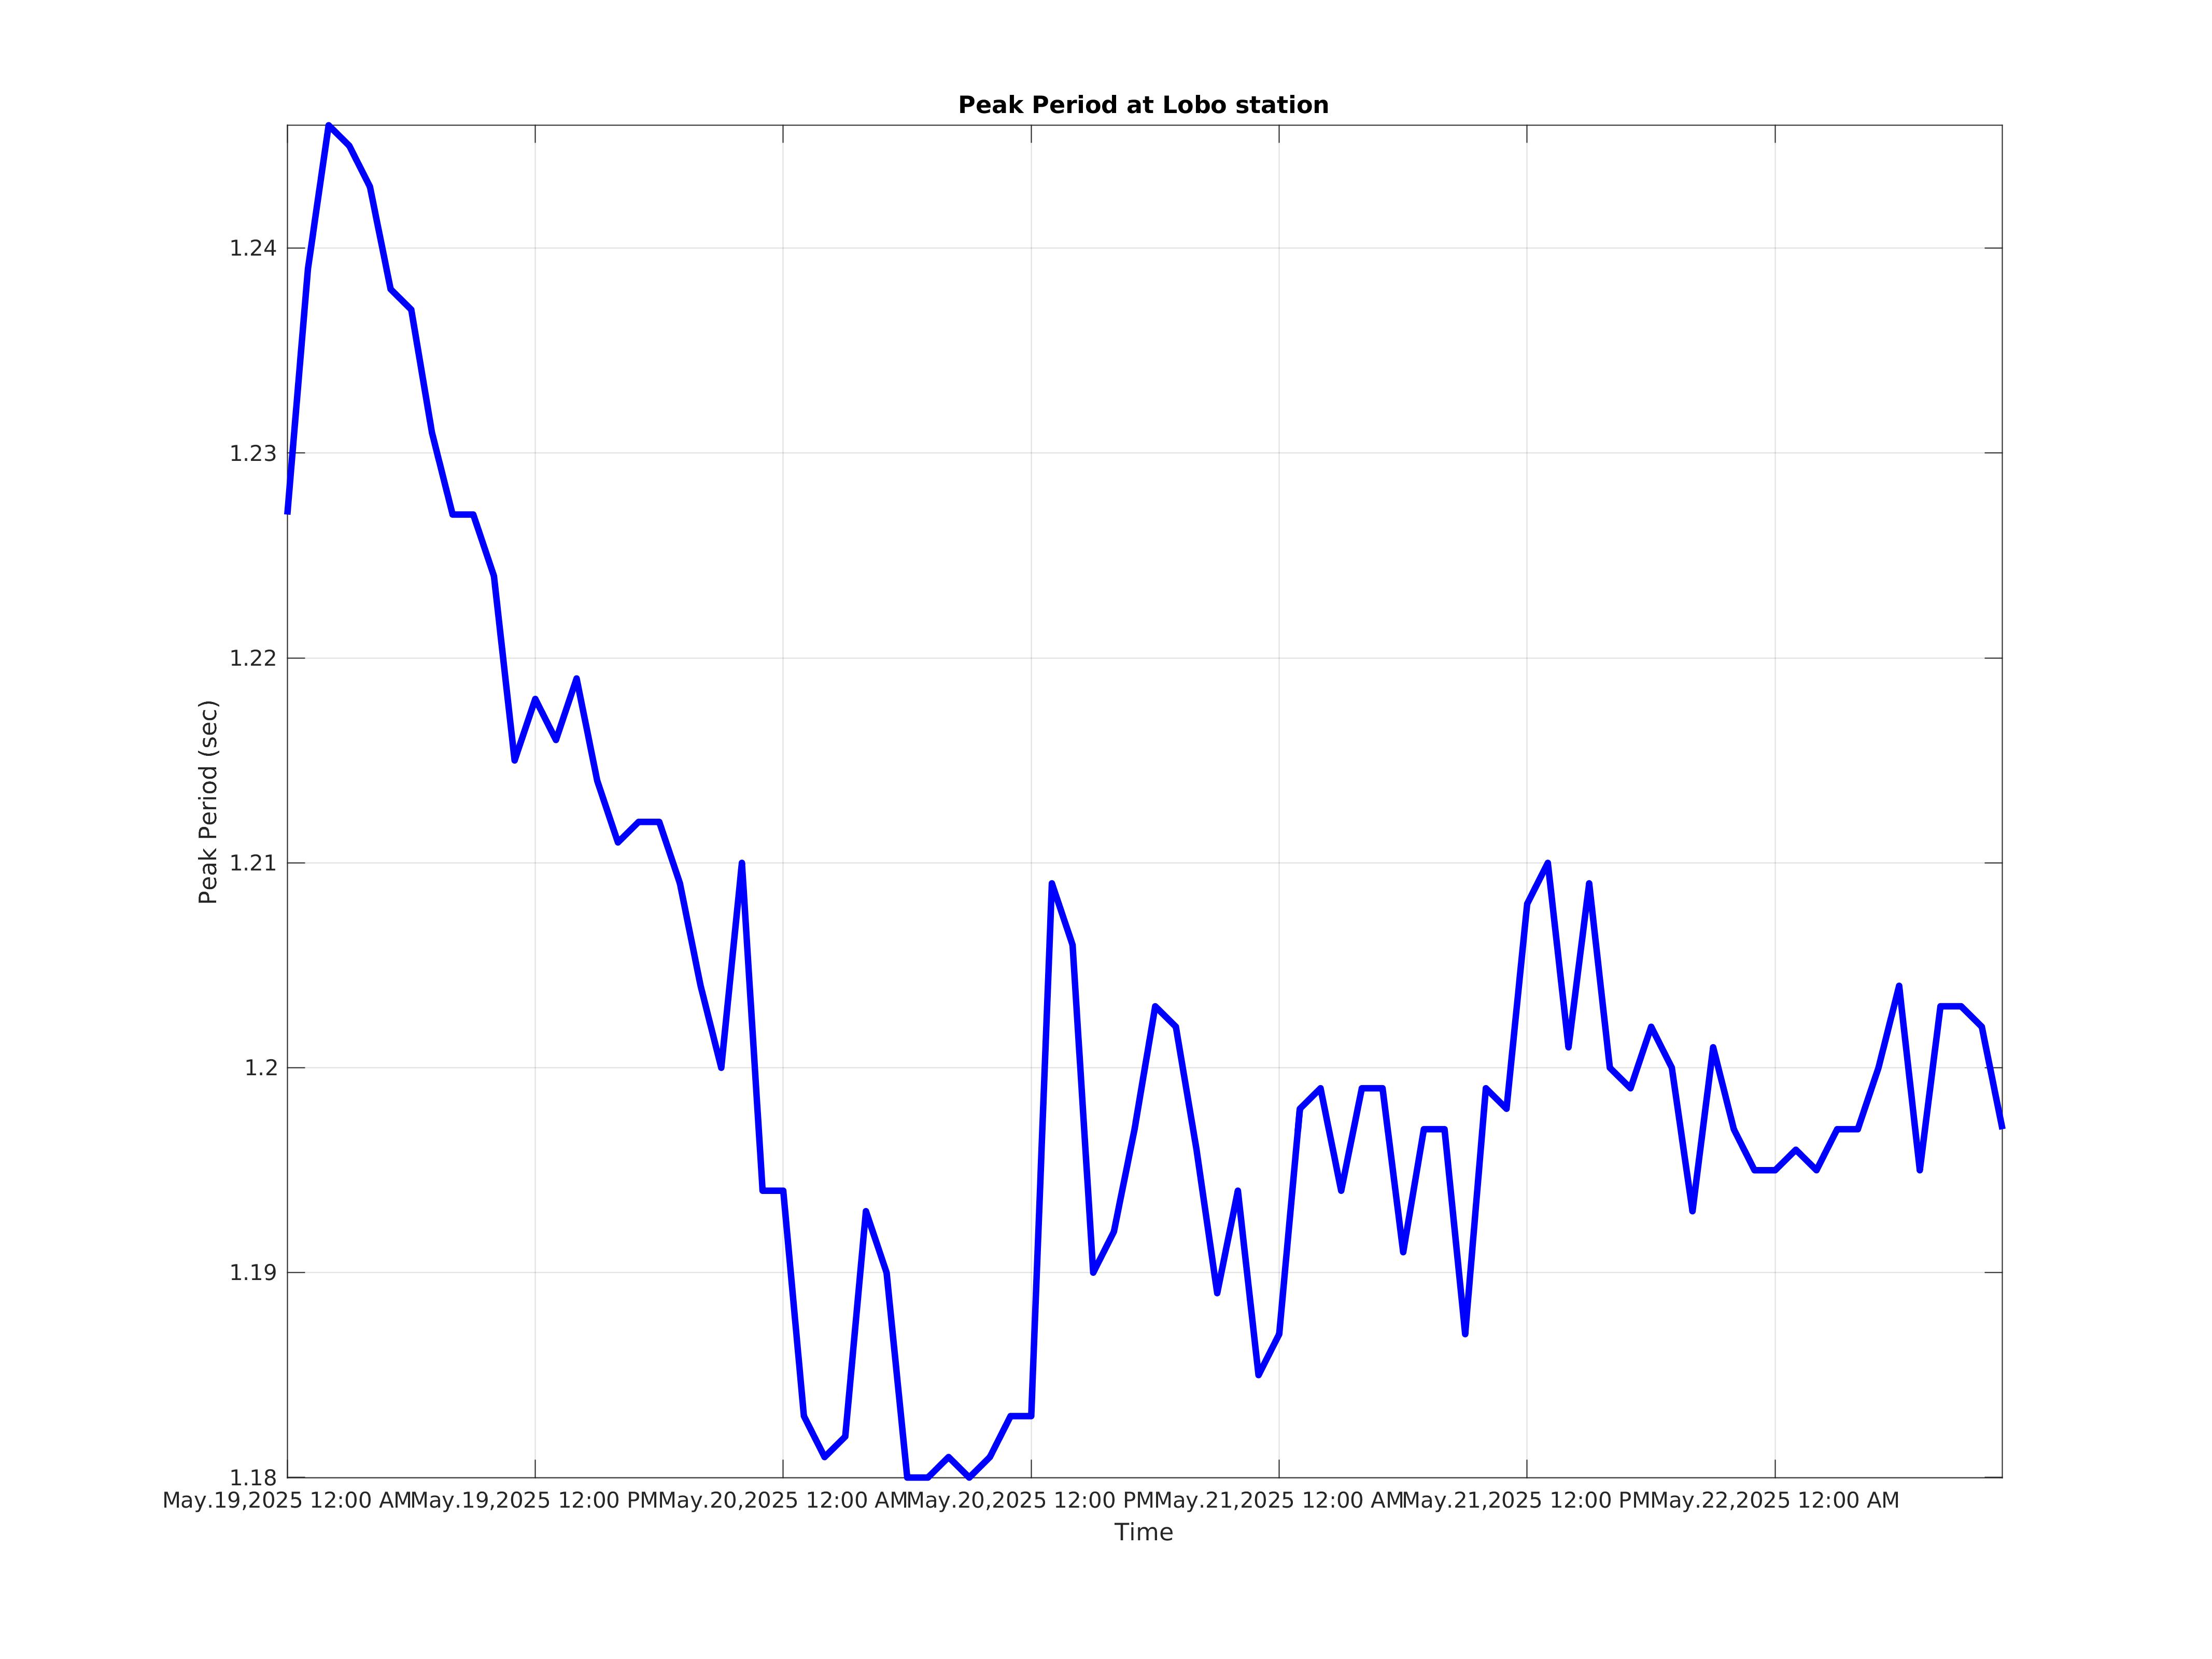 Peak Period at Lobo station
Peak Period (sec)
1.24
1.23
1.22
1.21
1.2
1.19
1.18
May.19,2025 12:00 AM May.19,2025 12:00 PM May.20,2025 12:00 AM May.20,2025 12:00 PM May.21,2025 12:00 AM May.21,2025 12:00 PM May.22,2025 12:00 AM
Time